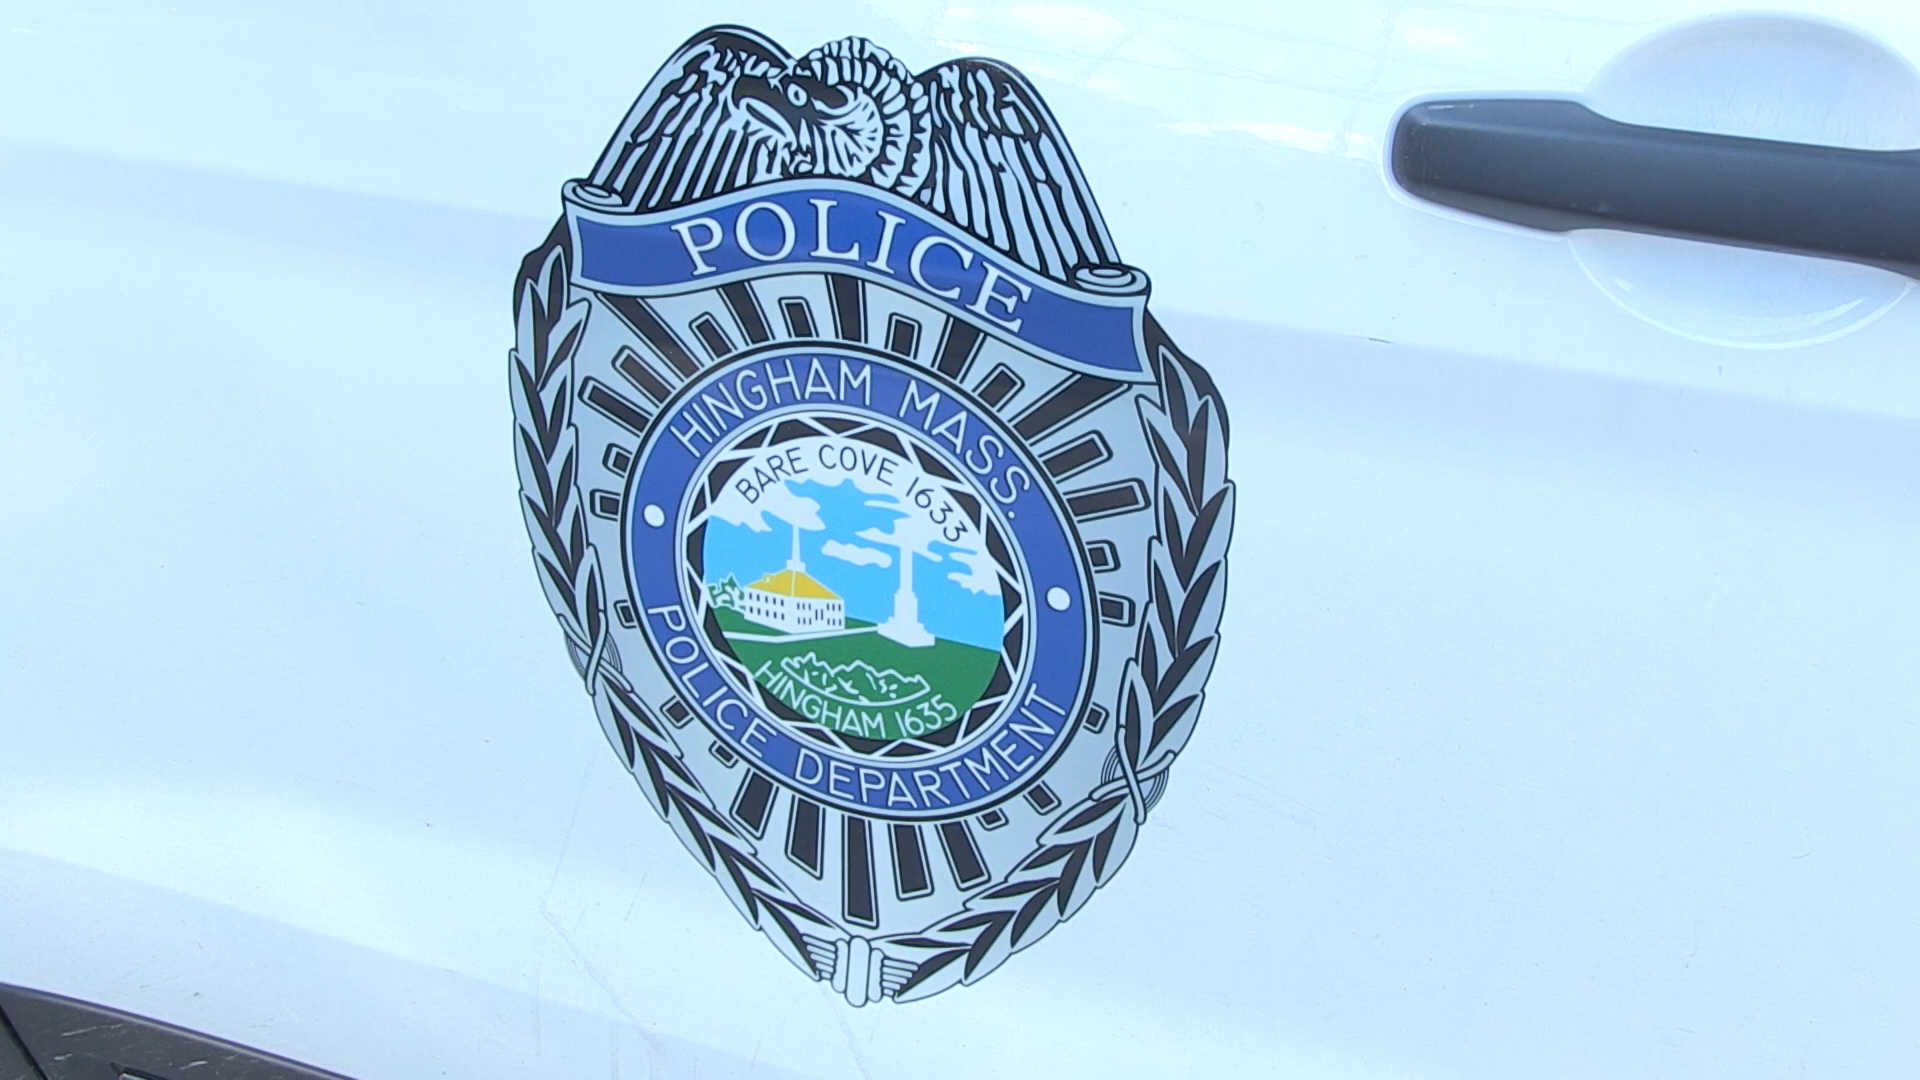 POLICE
HINGHAM MASS.
BARE COVE 1633
HINGHAM 1635
POLICE DEPARTMENT